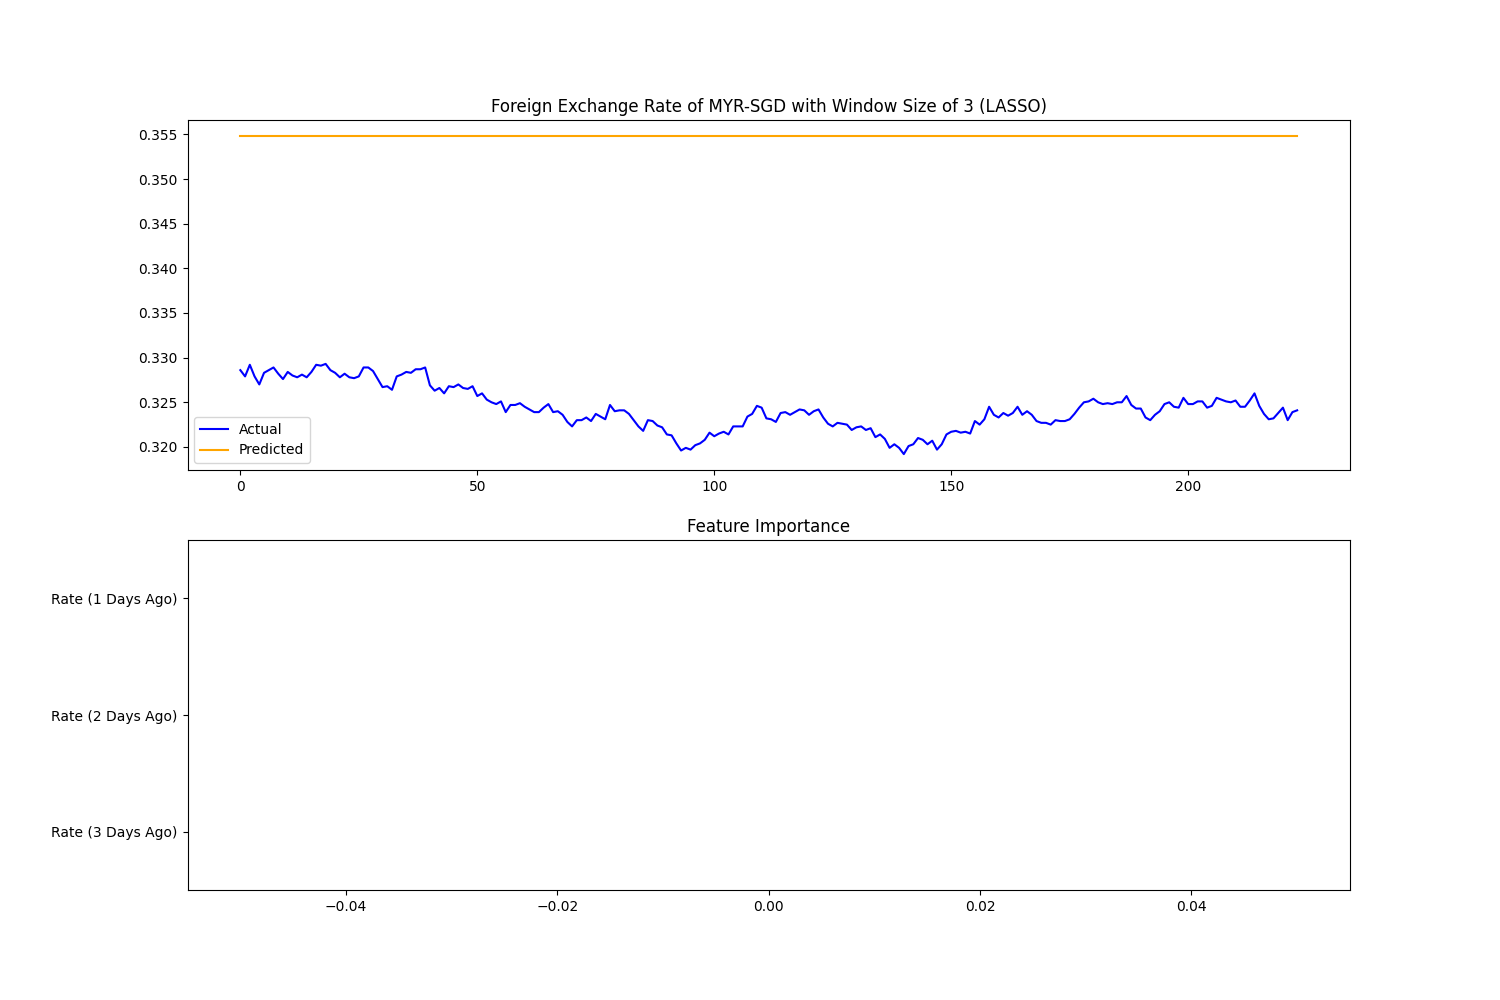 Foreign Exchange Rate of MYR-SGD with Window Size of 3 (LASSO)
0.355
0.350
0.345
0.340
0.335
0.330
0.325
0.320
Actual
Predicted
0 50 100 150 200
Feature Importance
Rate (1 Days Ago)
Rate (2 Days Ago)
Rate (3 Days Ago)
−0.04 −0.02 0.00 0.02 0.04